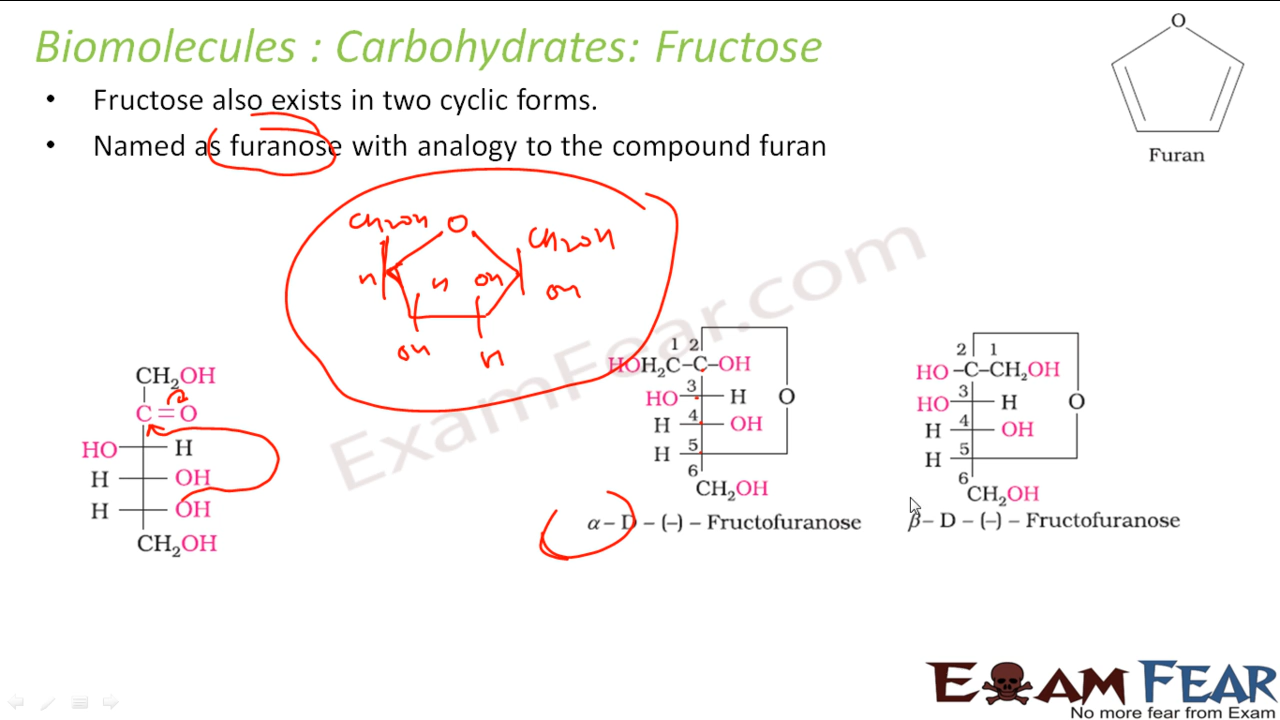 Biomolecules : Carbohydrates: Fructose
• Fructose also exists in two cyclic forms.
• Named as furanose with analogy to the compound furan
O
Furan
CH2OH O CH2OH
H H OH OH
OH H
ExamFear.com
CH₂OH
C=O
HO H
H OH
H OH
CH₂OH
1 2
HOH₂C–C–OH
HO 3 H O
H 4 OH
H 5
6
CH₂OH
α – D – (–) – Fructofuranose
2 1
HO –C–CH₂OH
HO 3 H O
H 4 OH
H 5
6
CH₂OH
β– D – (–) – Fructofuranose
EXAM FEAR
No more fear from Exam